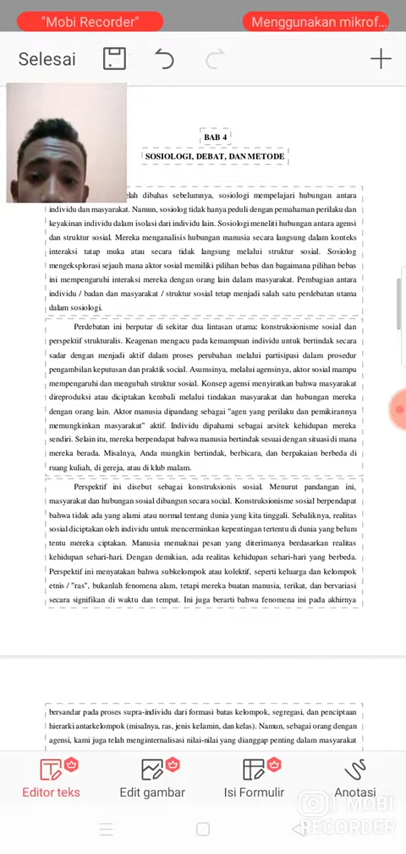 "Mobi Recorder"
Menggunakan mikrof...
Selesai
BAB 4
SOSIOLOGI, DEBAT, DAN METODE
elah dibahas sebelumnya, sosiologi mempelajari hubungan antara
individu dan masyarakat. Namun, sosiolog tidak hanya peduli dengan pemahaman perilaku dan
keyakinan individu dalam isolasi dari individu lain. Sosiologi meneliti hubungan antara agensi
dan struktur sosial. Mereka menganalisis hubungan manusia secara langsung dalam konteks
interaksi tatap muka atau secara tidak langsung melalui struktur sosial. Sosiolog
mengeksplorasi sejauh mana aktor sosial memiliki pilihan bebas dan bagaimana pilihan bebas
ini mempengaruhi interaksi mereka dengan orang lain dalam masyarakat. Pembagian antara
individu / badan dan masyarakat / struktur sosial tetap menjadi salah satu perdebatan utama
dalam sosiologi.
Perdebatan ini berputar di sekitar dua lintasan utama; konstruksionisme sosial dan
perspektif strukturalis. Keagenan mengacu pada kemampuan individu untuk bertindak secara
sadar dengan menjadi aktif dalam proses perubahan melalui partisipasi dalam prosedur
pengambilan keputusan dan praktik social. Asumsinya, melalui agensinya, aktor sosial mampu
mempengaruhi dan mengubah struktur sosial. Konsep agensi menyiratkan bahwa masyarakat
direproduksi atau diciptakan kembali melalui tindakan masyarakat dan hubungan mereka
dengan orang lain. Aktor manusia dipandang sebagai "agen yang perilaku dan pemikirannya
memungkinkan masyarakat" aktif. Individu dipahami sebagai arsitek kehidupan mereka
sendiri. Selain itu, mereka berpendapat bahwa manusia bertindak sesuai dengan situasi di mana
mereka berada. Misalnya, Anda mungkin bertindak, berbicara, dan berpakaian berbeda di
ruang kuliah, di gereja, atau di klub malam.
Perspektif ini disebut sebagai konstruksionis sosial. Menurut pandangan ini,
masyarakat dan hubungan sosial dibangun secara social. Konstruksionisme sosial berpendapat
bahwa tidak ada yang alami atau normal tentang dunia yang kita tinggali. Sebaliknya, realitas
sosial diciptakan oleh individu untuk mencerminkan kepentingan tertentu di dunia yang belum
tentu mereka ciptakan. Manusia memaknai pesan yang diterimanya berdasarkan realitas
kehidupan sehari-hari. Dengan demikian, ada realitas kehidupan sehari-hari yang berbeda.
Perspektif ini menyatakan bahwa subkelompok atau kolektif, seperti keluarga dan kelompok
etnis / "ras", bukanlah fenomena alam, tetapi mereka buatan manusia, terikat, dan bervariasi
secara signifikan di waktu dan tempat. Ini juga berarti bahwa fenomena ini pada akhirnya
bersandar pada proses supra-individu dari formasi batas kelompok, segregasi, dan penciptaan
hierarki antarkelompok (misalnya, ras, jenis kelamin, dan kelas). Namun, sebagai orang dengan
agensi, kami juga telah menginternalisasi nilai-nilai yang dianggap penting dalam masyarakat
Editor teks
Edit gambar
Isi Formulir
Anotasi
MOBI
RECORDER